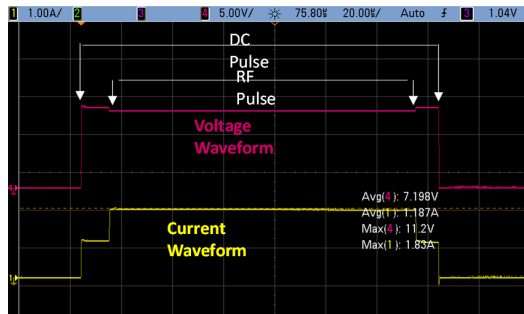 1 1.00A/ 2 3 4 5.00V/ 75.80% 20.00%/ Auto 3 1.04V
DC
Pulse
RF
Pulse
Voltage
Waveform
4
Avg(4): 7.198V
Avg(1): 1.187A
Max(4): 11.2V
Max(1): 1.83A
Current
Waveform
1